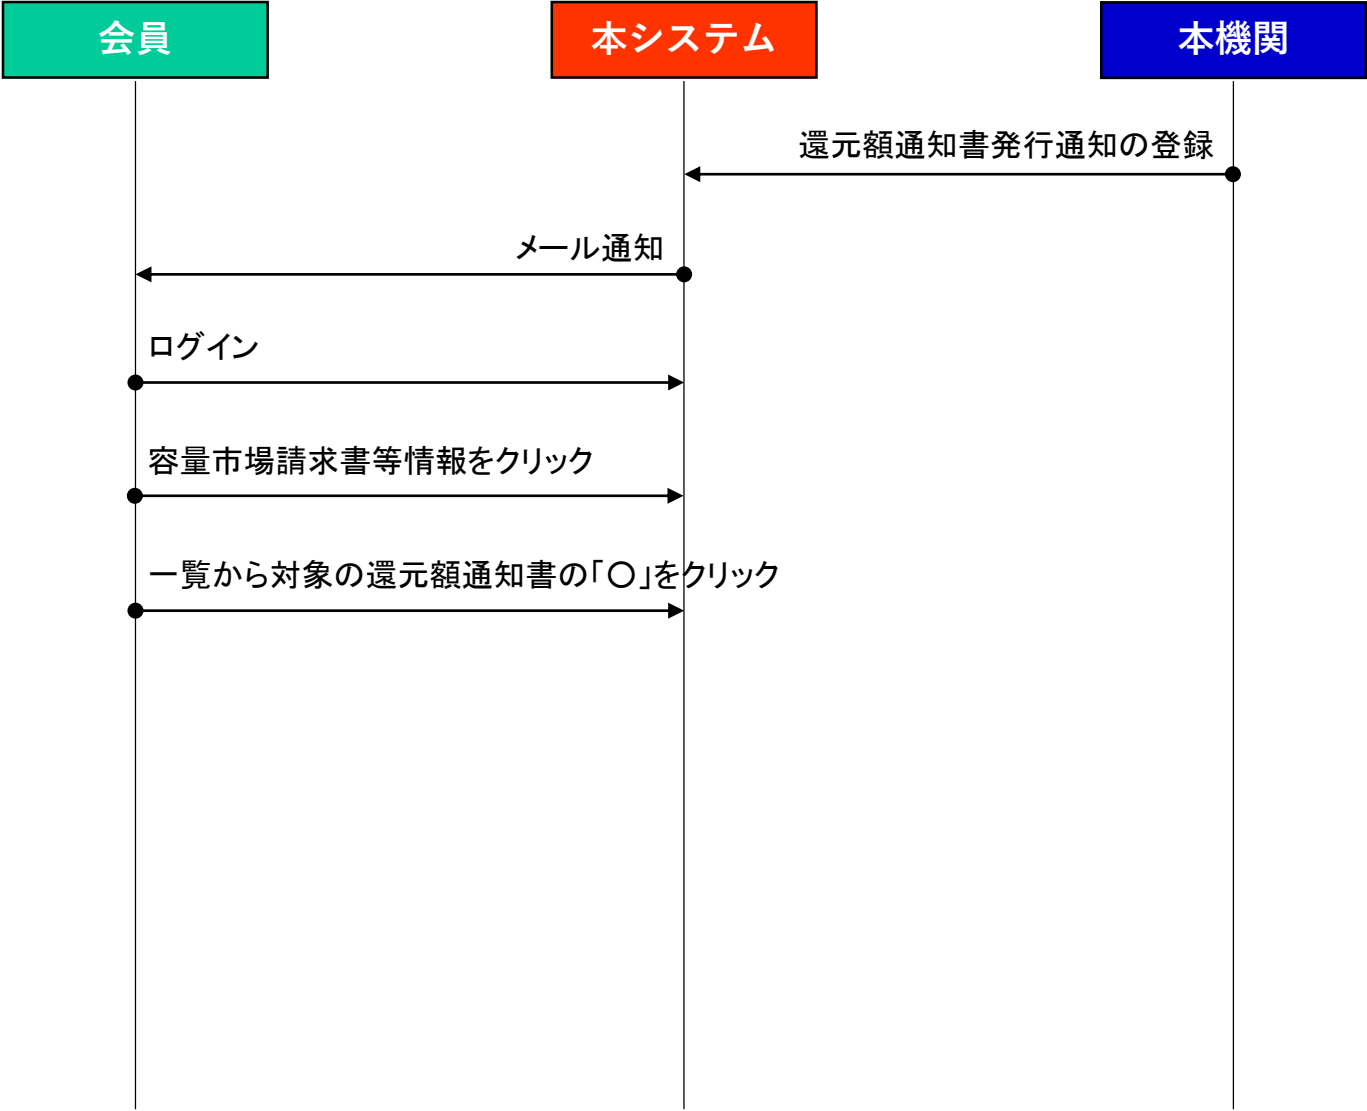 会員
本システム
本機関
還元額通知書発行通知の登録
メール通知
ログイン
容量市場請求書等情報をクリック
一覧から対象の還元額通知書の「〇」をクリック